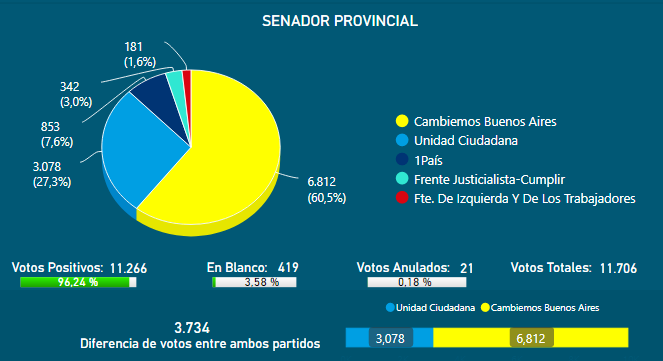 SENADOR PROVINCIAL
181
(1,6%)
342
(3,0%)
853
(7,6%)
3.078
(27,3%)
6.812
(60,5%)
Cambiemos Buenos Aires
Unidad Ciudadana
1País
Frente Justicialista-Cumplir
Fte. De Izquierda Y De Los Trabajadores
Votos Positivos: 11.266
96,24 %
En Blanco: 419
3,58 %
Votos Anulados: 21
0,18 %
Votos Totales: 11.706
3.734
Diferencia de votos entre ambos partidos
Unidad Ciudadana
Cambiemos Buenos Aires
3,078
6,812